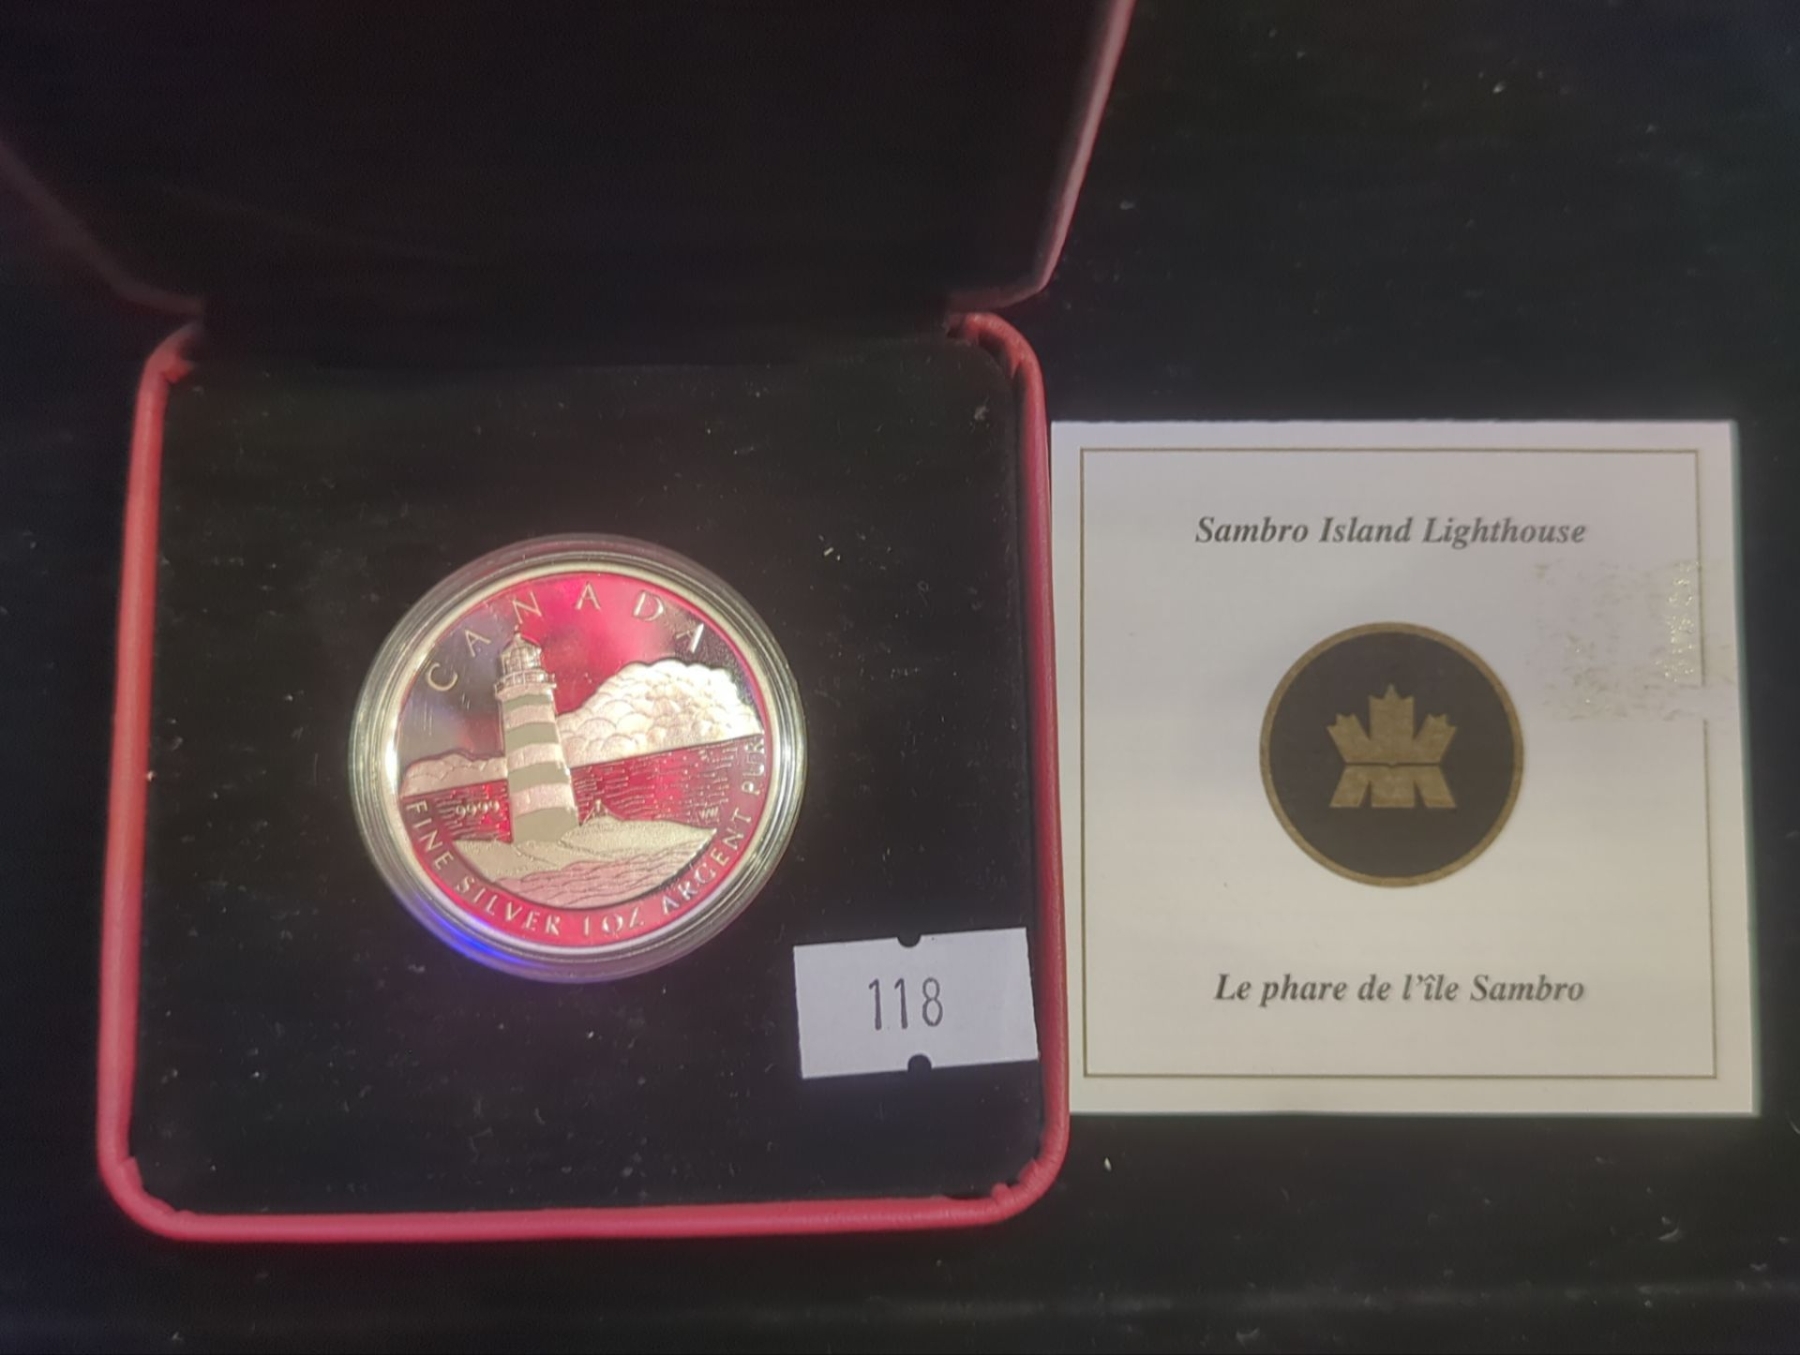 CANADA
9999
FINE SILVER 1 OZ ARGENT PUR
118
Sambro Island Lighthouse
Le phare de l'île Sambro